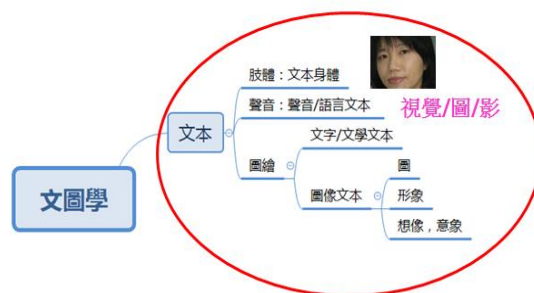 肢體：文本身體
聲音：聲音/語言文本
視覺/圖/影
文本
文字/文學文本
圖繪
圖
圖像文本
形象
文圖學
想像，意象